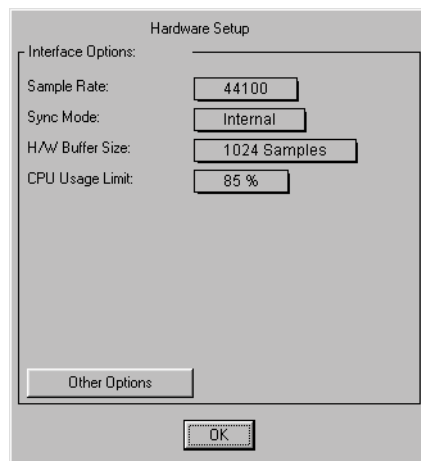 Hardware Setup
Interface Options:
Sample Rate: 44100
Sync Mode: Internal
H/W Buffer Size: 1024 Samples
CPU Usage Limit: 85 %
Other Options
OK